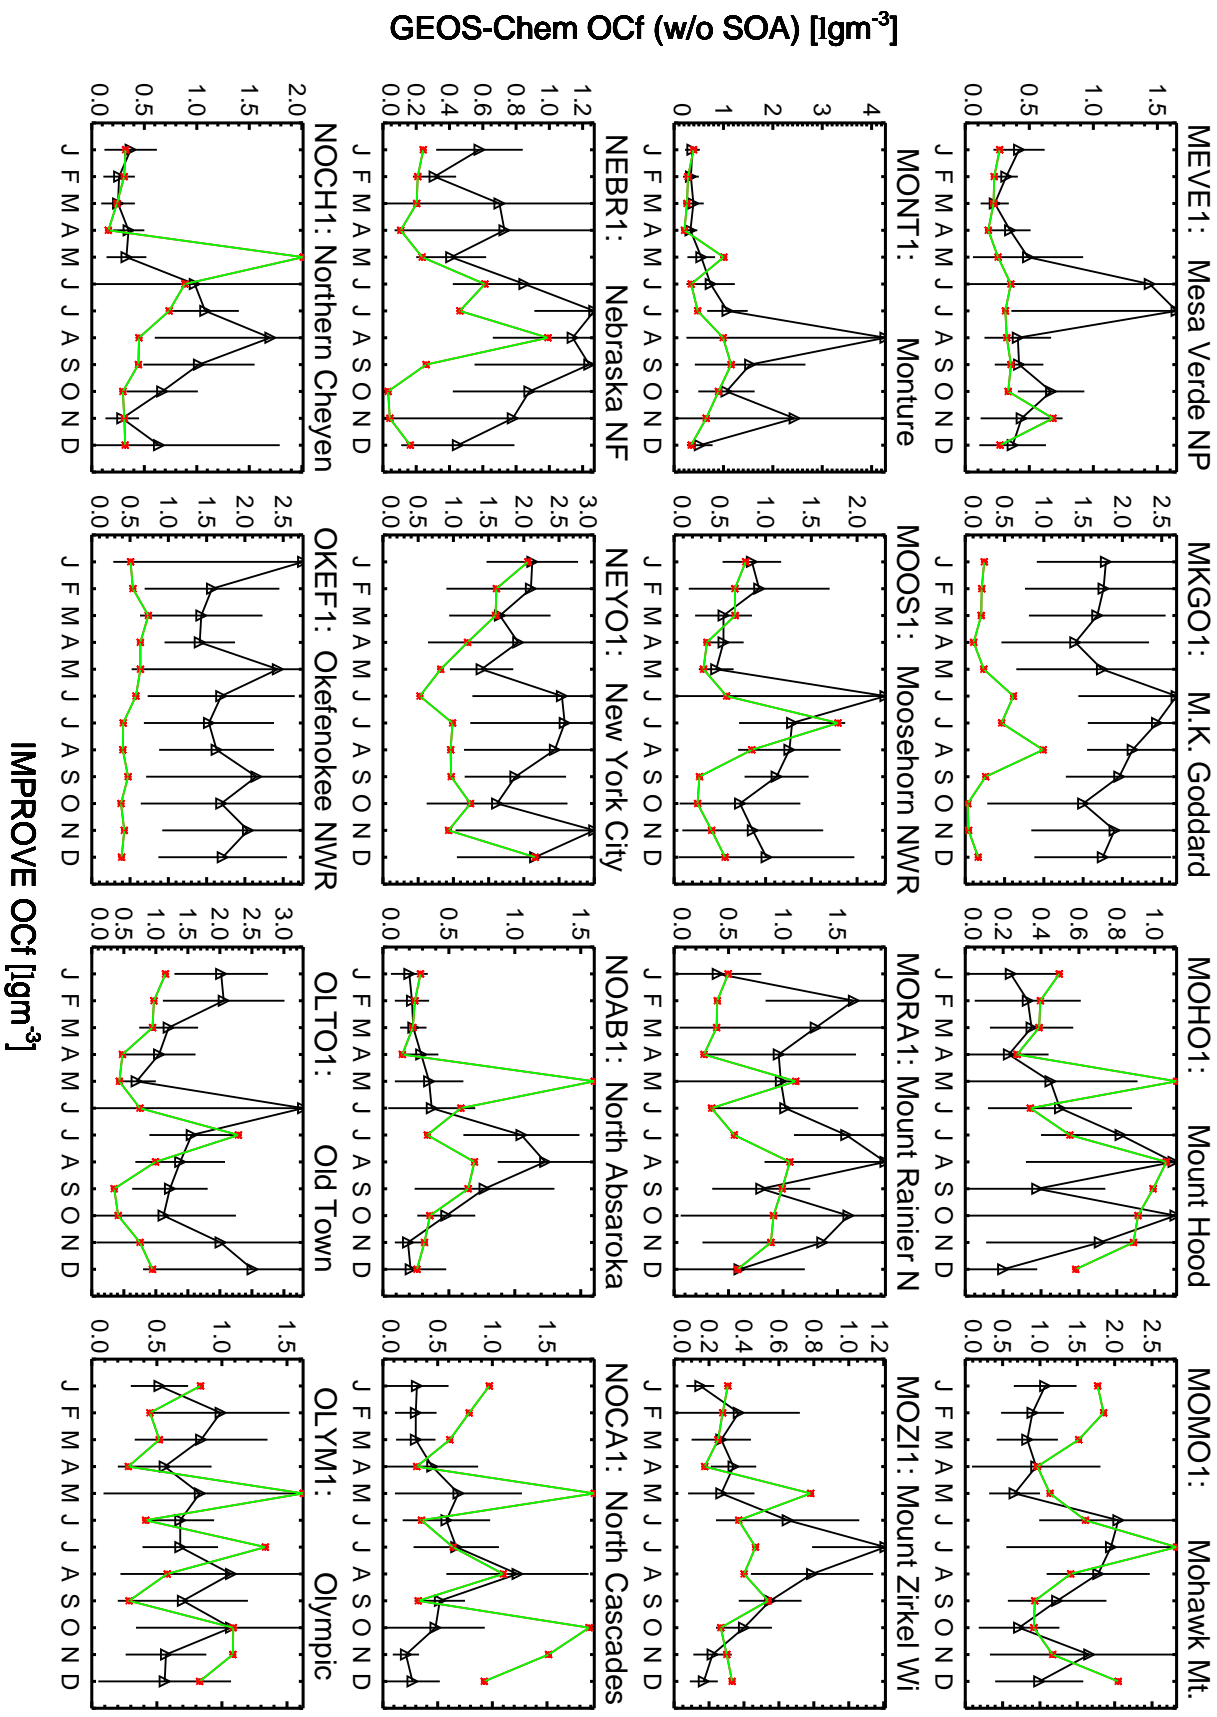 GEOS-Chem OCf (w/o SOA) [1gm-3]
MEVE1: Mesa Verde NP
1.5
1.0
0.5
0.0
J F M A M J J A S O N D
MKGO1: M.K. Goddard
2.5
2.0
1.5
1.0
0.5
0.0
J F M A M J J A S O N D
MOHO1: Mount Hood
1.0
0.8
0.6
0.4
0.2
0.0
J F M A M J J A S O N D
MOMO1: Mohawk Mt.
2.5
2.0
1.5
1.0
0.5
0.0
J F M A M J J A S O N D
MONT1: Monture
4
3
2
1
0
J F M A M J J A S O N D
MOOS1: Moosehorn NWR
2.0
1.5
1.0
0.5
0.0
J F M A M J J A S O N D
MORA1: Mount Rainier N
1.5
1.0
0.5
0.0
J F M A M J J A S O N D
MOZI1: Mount Zirkel Wi
1.2
1.0
0.8
0.6
0.4
0.2
0.0
J F M A M J J A S O N D
NEBR1: Nebraska NF
1.2
1.0
0.8
0.6
0.4
0.2
0.0
J F M A M J J A S O N D
NEYO1: New York City
3.0
2.5
2.0
1.5
1.0
0.5
0.0
J F M A M J J A S O N D
NOAB1: North Absaroka
1.5
1.0
0.5
0.0
J F M A M J J A S O N D
NOCA1: North Cascades
1.5
1.0
0.5
0.0
J F M A M J J A S O N D
NOCH1: Northern Cheyen
2.0
1.5
1.0
0.5
0.0
J F M A M J J A S O N D
OKEF1: Okefenokee NWR
2.5
2.0
1.5
1.0
0.5
0.0
J F M A M J J A S O N D
OLTO1: Old Town
3.0
2.5
2.0
1.5
1.0
0.5
0.0
J F M A M J J A S O N D
OLYM1: Olympic
1.5
1.0
0.5
0.0
J F M A M J J A S O N D
IMPROVE OCf [1gm-3]